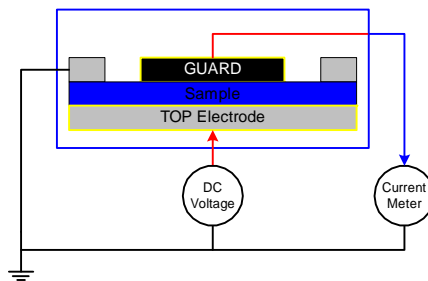 GUARD
Sample
TOP Electrode
DC
Voltage
Current
Meter